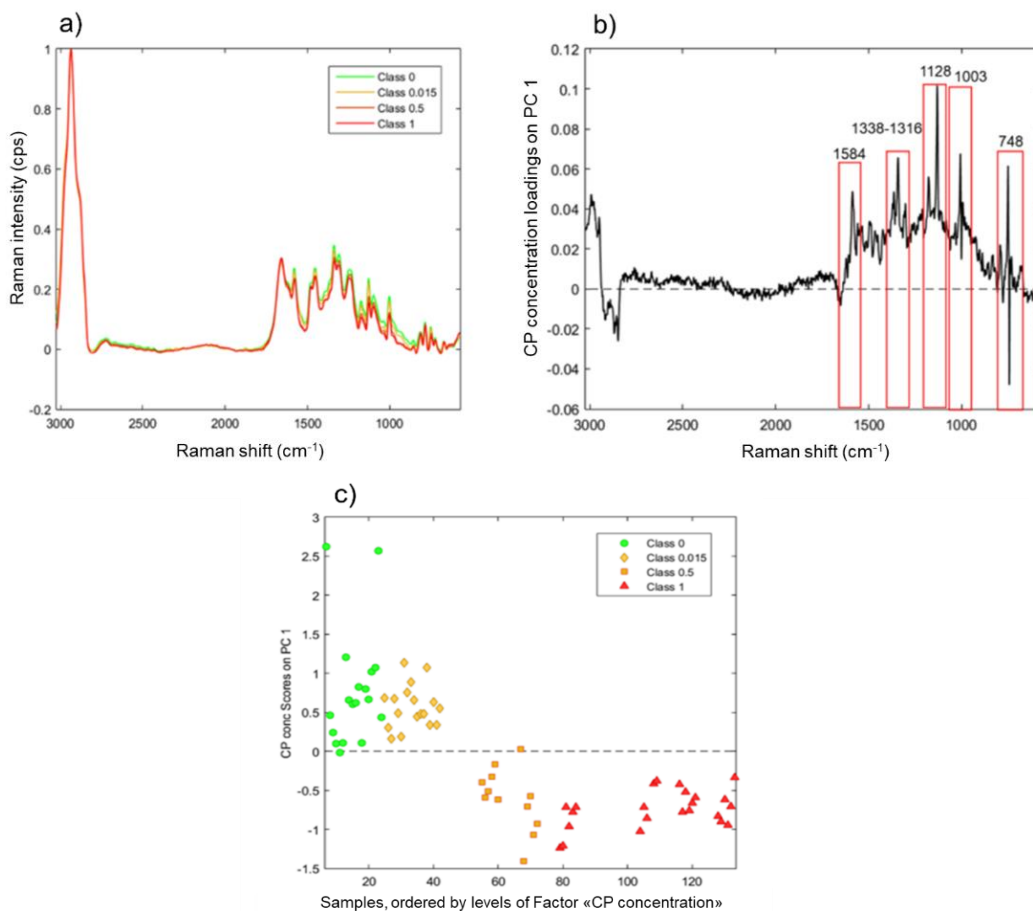 a)
1
0.8
0.6
0.4
0.2
0
-0.2
Raman intensity (cps)
Class 0
Class 0.015
Class 0.5
Class 1
3000 2500 2000 1500 1000
Raman shift (cm-1)
b)
0.12
0.1
0.08
0.06
0.04
0.02
0
-0.02
-0.04
-0.06
CP concentration loadings on PC 1
1128
1003
1338-1316
1584
748
3000 2500 2000 1500 1000
Raman shift (cm-1)
c)
3
2.5
2
1.5
1
0.5
0
-0.5
-1
-1.5
CP conc Scores on PC 1
Class 0
Class 0.015
Class 0.5
Class 1
20 40 60 80 100 120
Samples, ordered by levels of Factor «CP concentration»